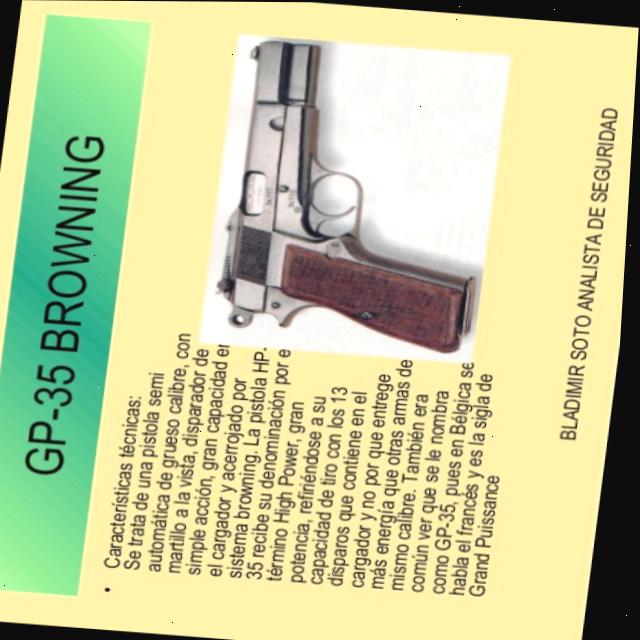 GP-35 BROWNING
• Características técnicas:
Se trata de una pistola semi
automática de grueso calibre, con
martillo a la vista, disparador de
simple acción, gran capacidad en
el cargador y acerrojado por
sistema browning. La pistola HP-
35 recibe su denominación por e
término High Power, gran
potencia, refiriéndose a su
capacidad de tiro con los 13
disparos que contiene en el
cargador y no por que entrege
más energía que otras armas de
mismo calibre. También era
común ver que se le nombra
como GP-35, pues en Bélgica se
habla el frances y es la sigla de
Grand Puissance
BLADIMIR SOTO ANALISTA DE SEGURIDAD